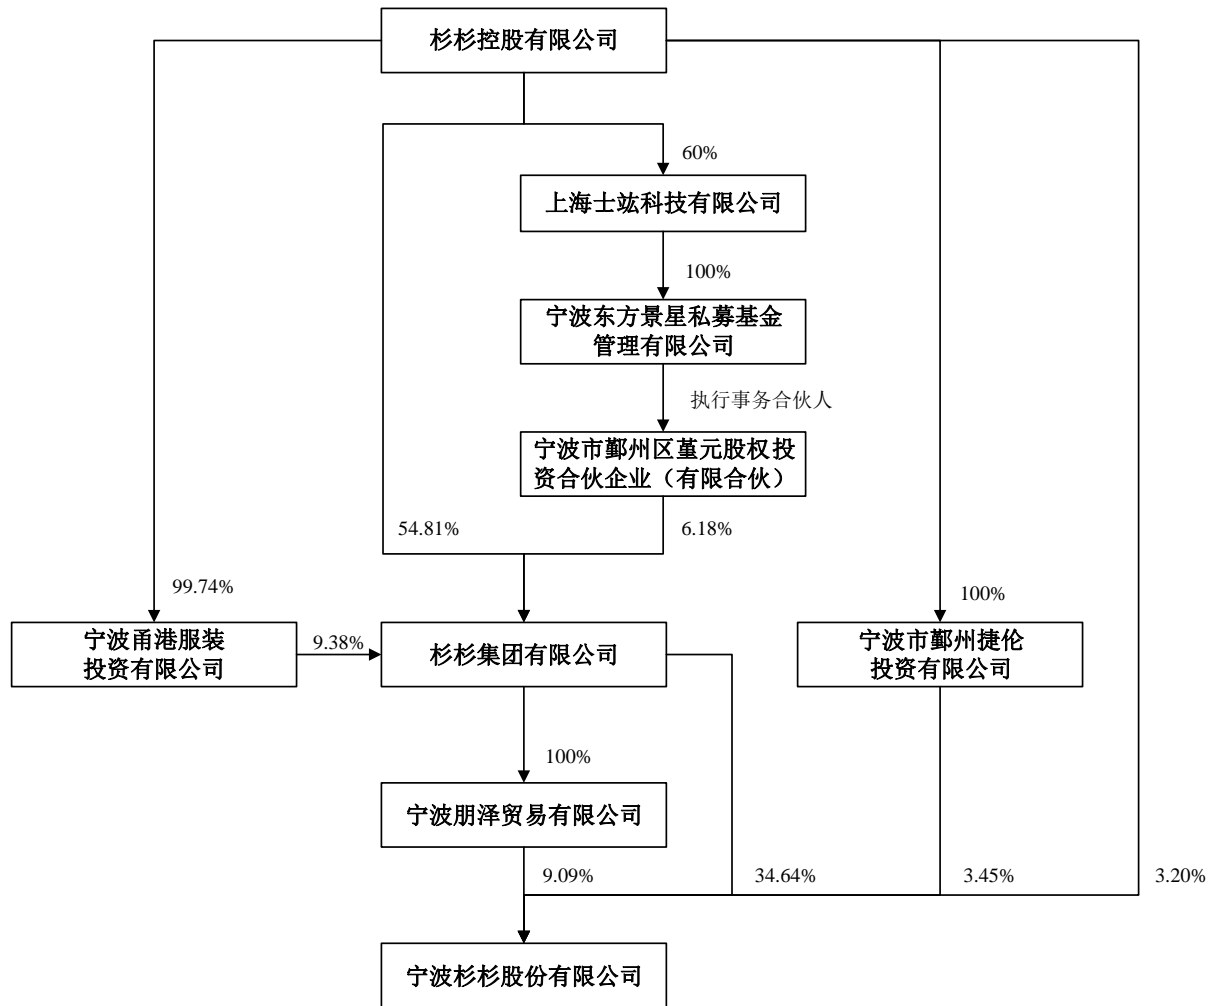 杉杉控股有限公司
60%
上海士竑科技有限公司
100%
宁波东方景星私募基金
管理有限公司
执行事务合伙人
宁波市鄞州区堇元股权投
资合伙企业（有限合伙）
54.81%
6.18%
99.74%
100%
宁波甬港服装
投资有限公司
9.38%
杉杉集团有限公司
宁波市鄞州捷伦
投资有限公司
100%
宁波朋泽贸易有限公司
9.09%
34.64%
3.45%
3.20%
宁波杉杉股份有限公司